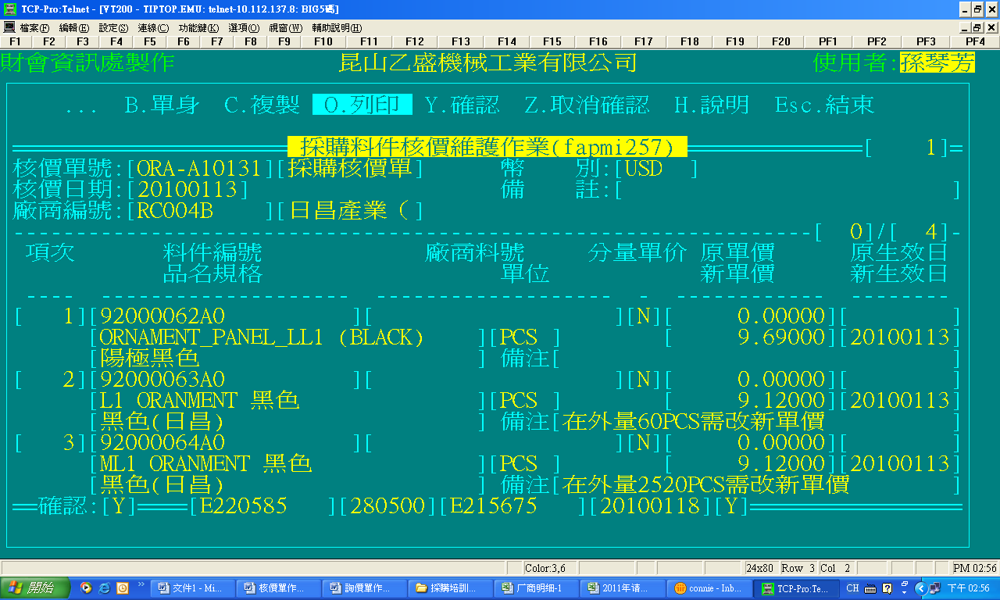 TCP-Pro:Telnet - [VT200 - TIPTOP.EMU: telnet-10.112.137.8: BIG5碼]
檔案(F) 編輯(E) 設定(S) 連線(C) 功能鍵(K) 選項(O) 視窗(W) 輔助說明(H)
F1 F2 F3 F4 F5 F6 F7 F8 F9 F10 F11 F12 F13 F14 F15 F16 F17 F18 F19 F20 PF1 PF2 PF3 PF4
財會資訊處製作 昆山乙盛機械工業有限公司 使用者:孫琴芳
... B.單身 C.複製 O.列印 Y.確認 Z.取消確認 H.說明 Esc.結束
採購料件核價維護作業(fapmi257) [ 1]
核價單號:[ORA-A10131][採購核價單] 幣 別:[USD ]
核價日期:[20100113] 備 註:[ ]
廠商編號:[RC004B ][日昌產業（ ]
[ 0]/[ 4]
項次 料件編號 廠商料號 分量單价 原單價 原生效日
品名規格 單位 新單價 新生效日
[ 1][92000062A0 ][ ][N][ 0.00000][ ]
[ORNAMENT_PANEL_LL1 (BLACK) ][PCS ] [ 9.69000][20100113]
[陽極黑色 ] 備注[ ]
[ 2][92000063A0 ][ ][N][ 0.00000][ ]
[L1 ORANMENT 黑色 ][PCS ] [ 9.12000][20100113]
[黑色(日昌) ] 備注[在外量60PCS需改新單價 ]
[ 3][92000064A0 ][ ][N][ 0.00000][ ]
[ML1 ORANMENT 黑色 ][PCS ] [ 9.12000][20100113]
[黑色(日昌) ] 備注[在外量2520PCS需改新單價 ]
確認:[Y] [E220585 ][280500][E215675 ][20100118][Y]
Color:3,6 24x80 Row 3 Col 2 PM 02:56
開始 文件1 - Mi... 核價單作... 詢價單作... 採購培訓... 厂商明细-1 2011年请... connie - Inb... TCP-Pro:Te... CH 下午 02:56